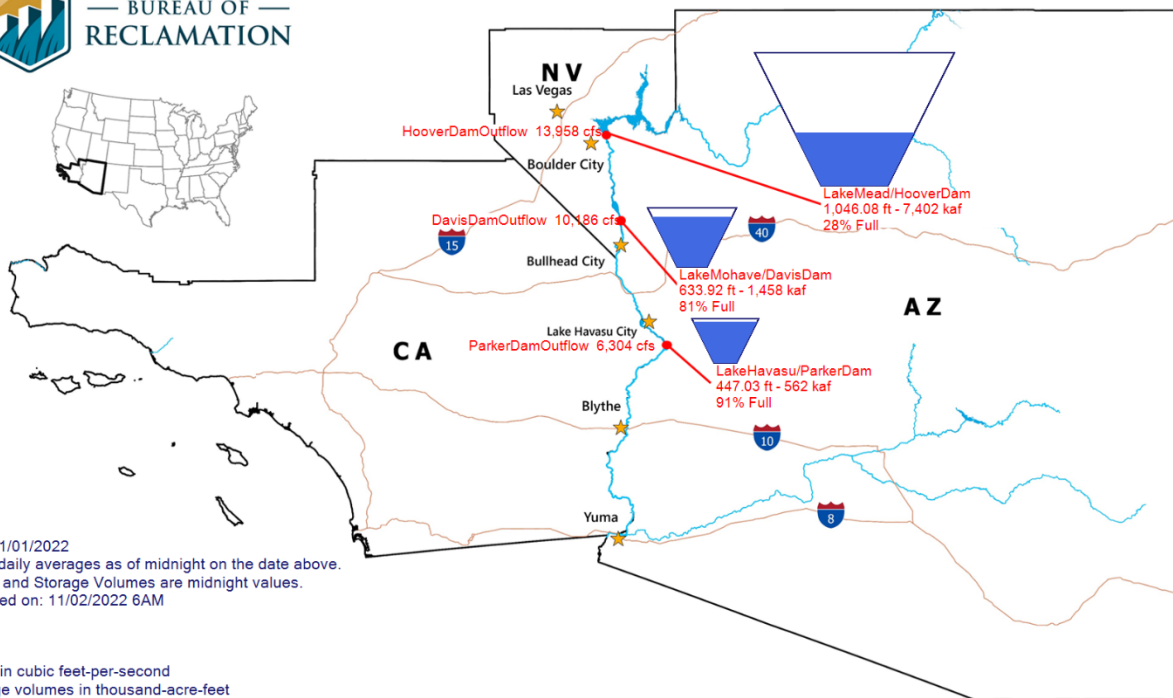 BUREAU OF
RECLAMATION
NV
Las Vegas
HooverDamOutflow 13,958 cfs
Boulder City
LakeMead/HooverDam
1,046.08 ft - 7,402 kaf
28% Full
DavisDamOutflow 10,186 cfs
15
40
Bullhead City
LakeMohave/DavisDam
633.92 ft - 1,458 kaf
81% Full
AZ
Lake Havasu City
CA
ParkerDamOutflow 6,304 cfs
LakeHavasu/ParkerDam
447.03 ft - 562 kaf
91% Full
Blythe
10
Yuma
8
1/01/2022
daily averages as of midnight on the date above.
and Storage Volumes are midnight values.
ed on: 11/02/2022 6AM
in cubic feet-per-second
ge volumes in thousand-acre-feet